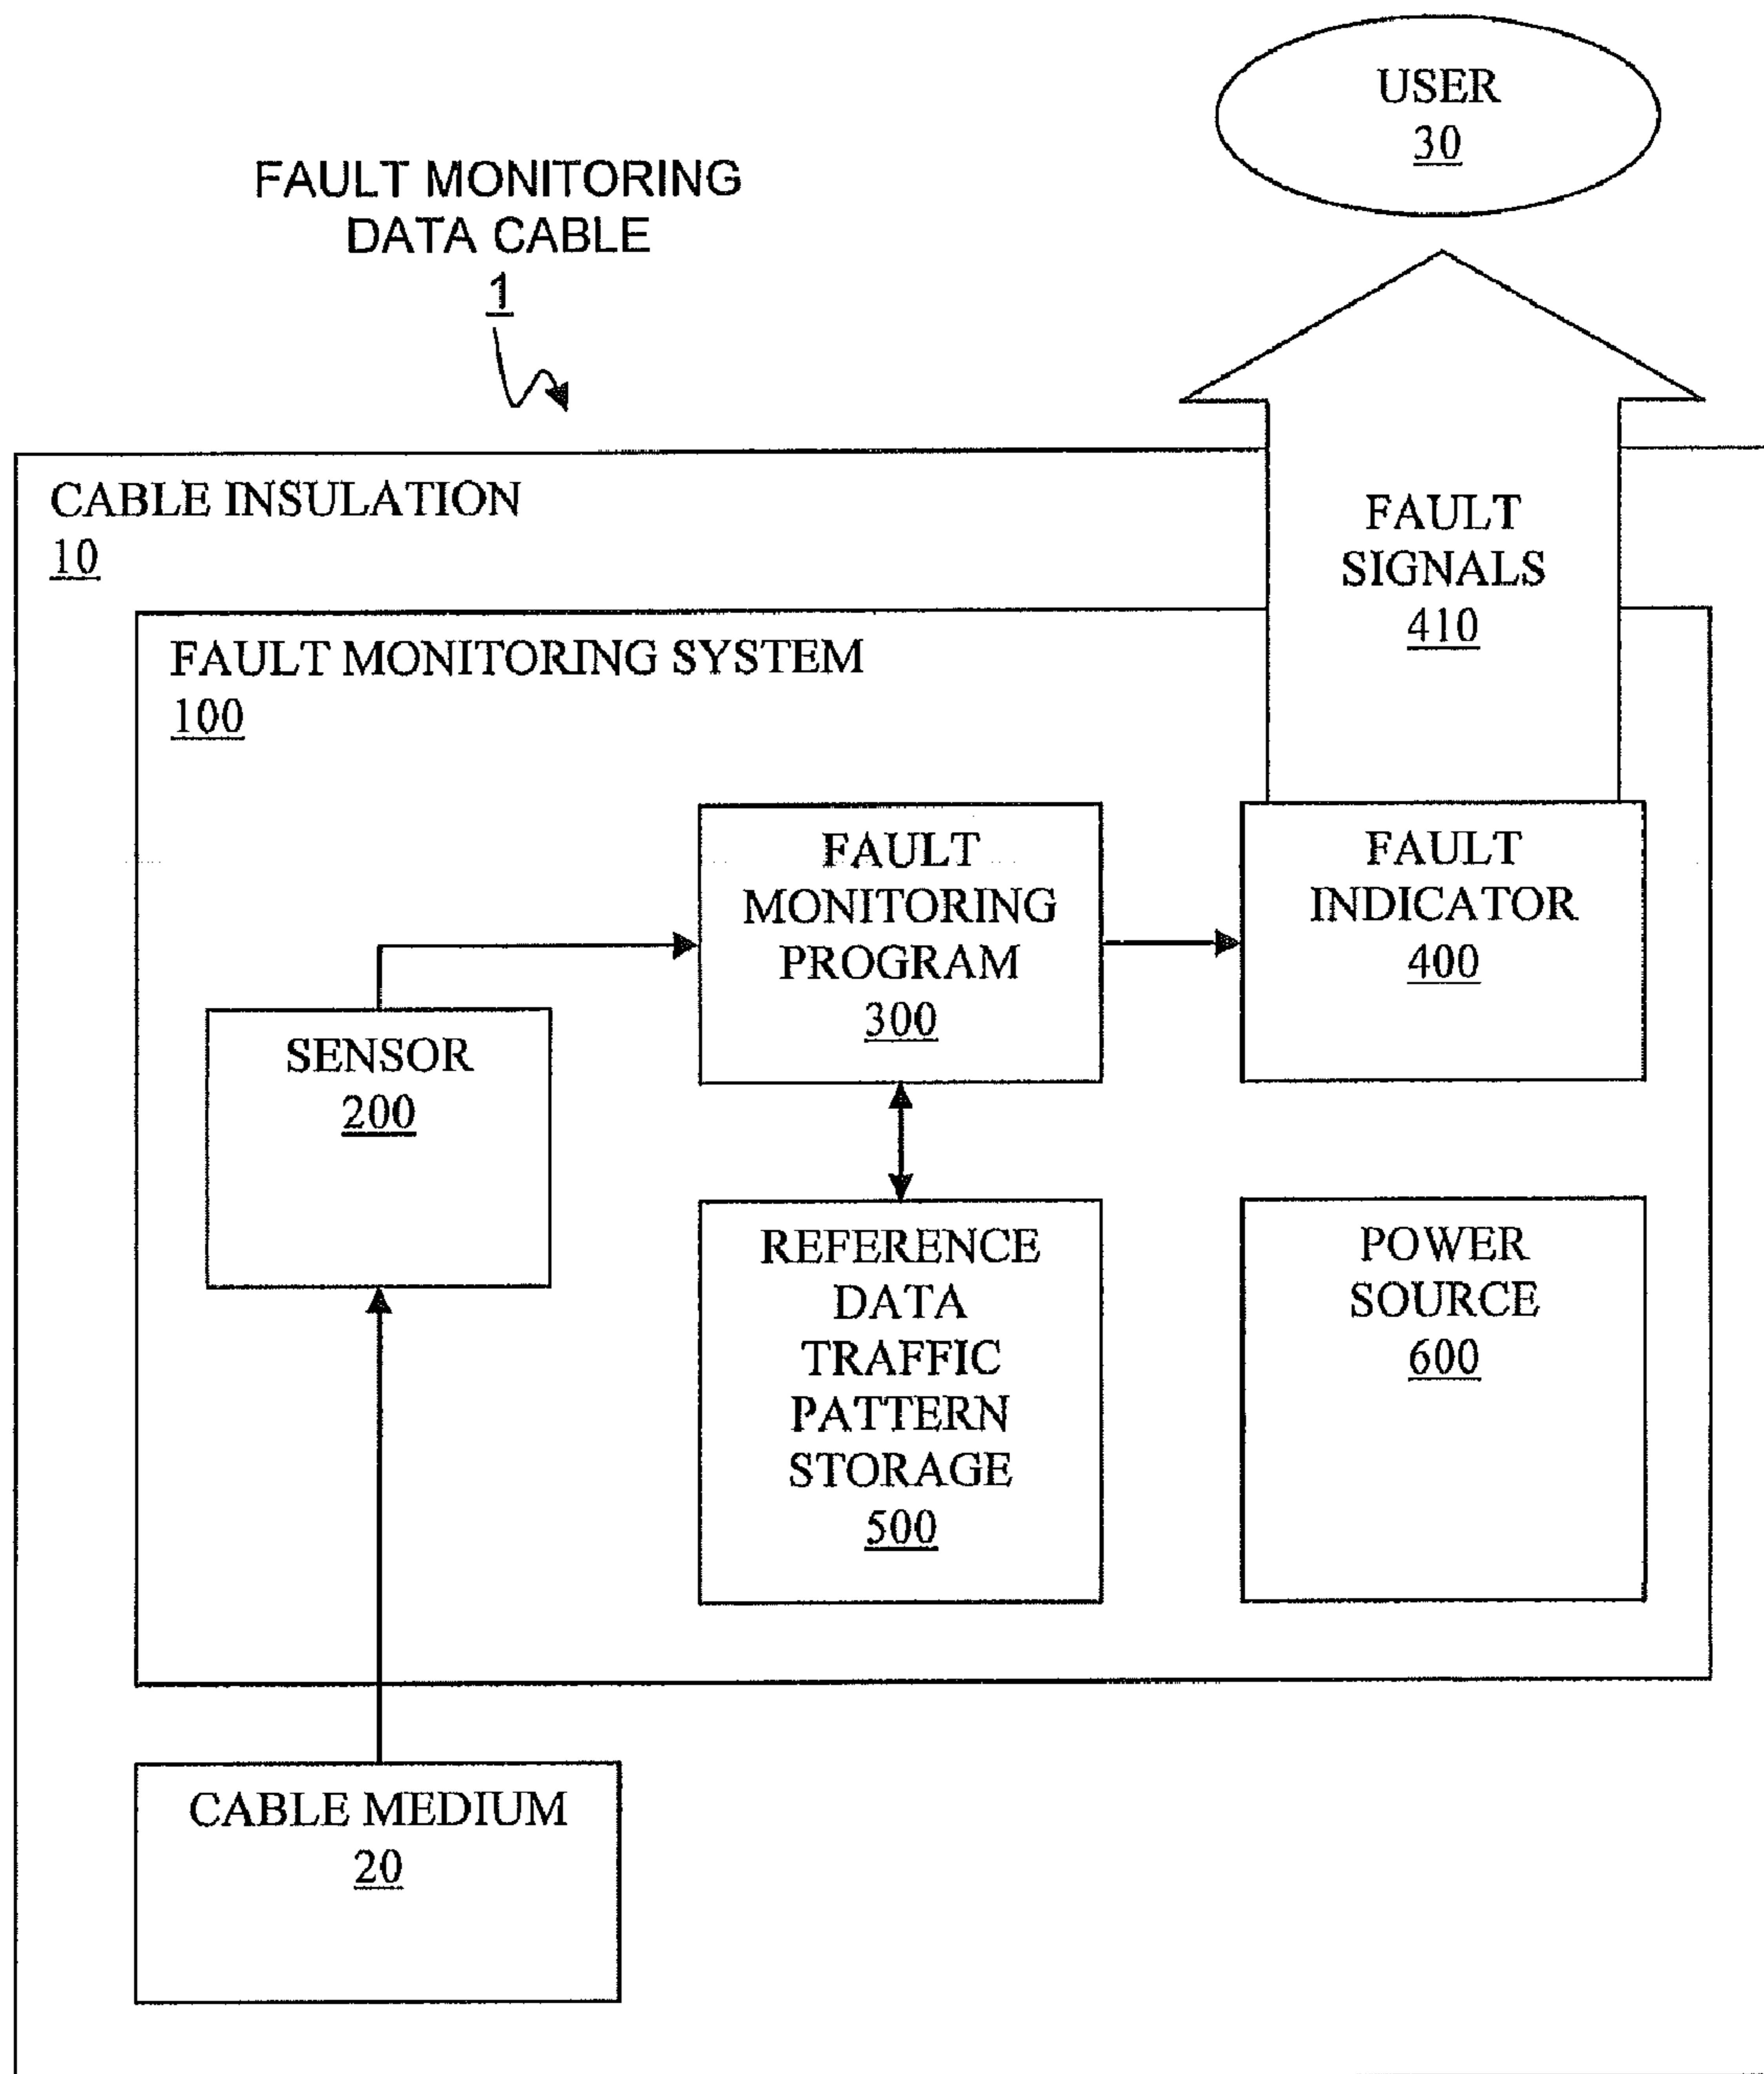 USER
30
FAULT MONITORING
DATA CABLE
1
CABLE INSULATION
10
FAULT
SIGNALS
410
FAULT MONITORING SYSTEM
100
FAULT
MONITORING
PROGRAM
300
FAULT
INDICATOR
400
SENSOR
200
REFERENCE
DATA
TRAFFIC
PATTERN
STORAGE
500
POWER
SOURCE
600
CABLE MEDIUM
20